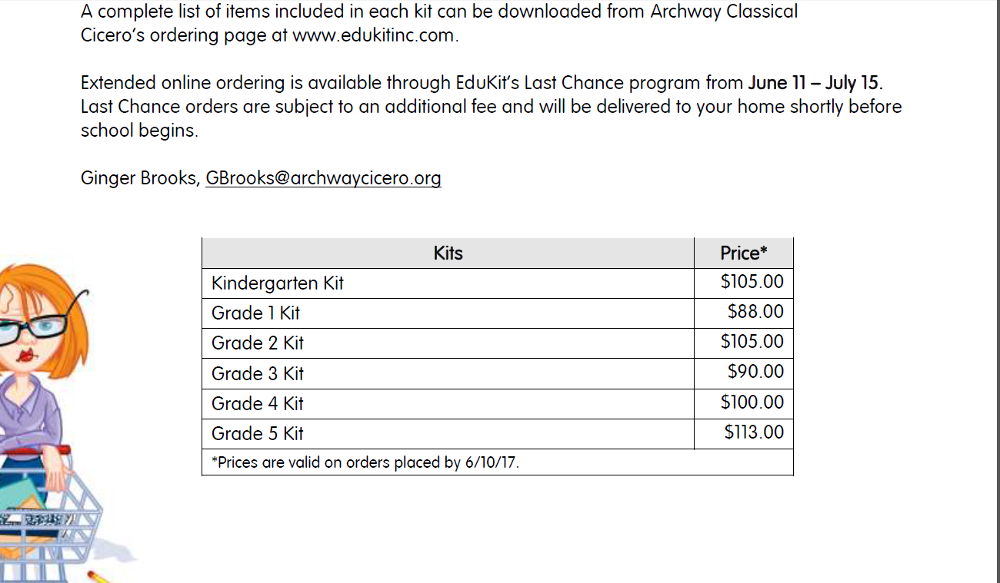 A complete list of items included in each kit can be downloaded from Archway Classical
Cicero's ordering page at www.edukitinc.com.
Extended online ordering is available through EduKit's Last Chance program from June 11 – July 15.
Last Chance orders are subject to an additional fee and will be delivered to your home shortly before
school begins.
Ginger Brooks, GBrooks@archwaycicero.org
Kits Price*
Kindergarten Kit $105.00
Grade 1 Kit $88.00
Grade 2 Kit $105.00
Grade 3 Kit $90.00
Grade 4 Kit $100.00
Grade 5 Kit $113.00
*Prices are valid on orders placed by 6/10/17.